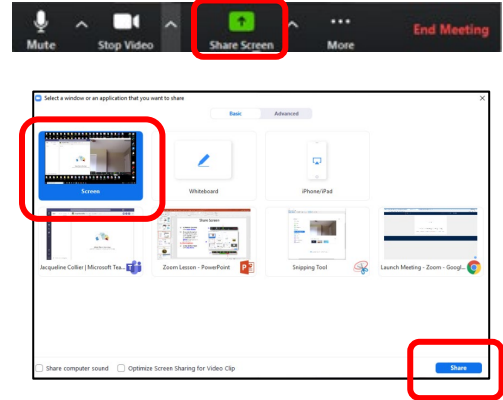 Mute Stop Video Share Screen More End Meeting
Select a window or an application that you want to share
Basic Advanced
Screen Whiteboard iPhone/iPad
Jacqueline Collier | Microsoft Tea... Zoom Lesson - PowerPoint Snipping Tool Launch Meeting - Zoom - Googl...
Share computer sound Optimize Screen Sharing for Video Clip Share